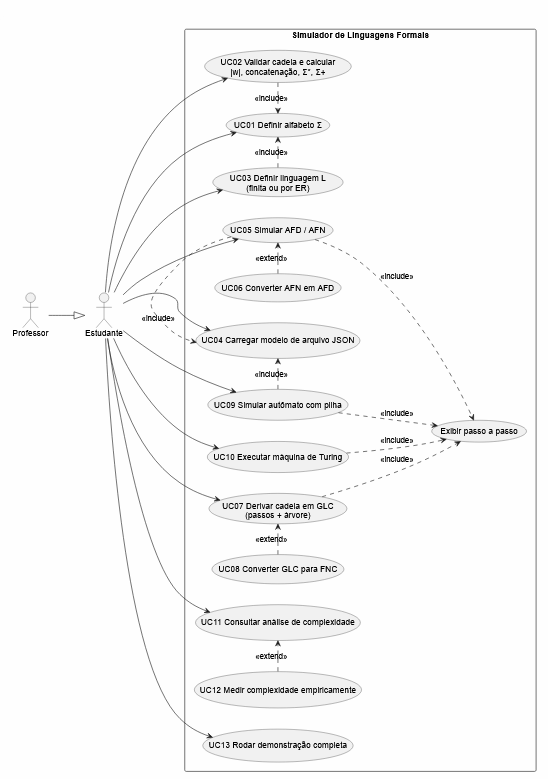 Simulador de Linguagens Formais
UC02 Validar cadeia e calcular
|w|, concatenação, Σ*, Σ+
«include»
UC01 Definir alfabeto Σ
«include»
UC03 Definir linguagem L
(finita ou por ER)
UC05 Simular AFD / AFN
«extend»
«include»
UC06 Converter AFN em AFD
«include»
Professor
Estudante
UC04 Carregar modelo de arquivo JSON
«include»
UC09 Simular autômato com pilha
«include»
Exibir passo a passo
«include»
UC10 Executar máquina de Turing
«include»
UC07 Derivar cadeia em GLC
(passos + árvore)
«extend»
UC08 Converter GLC para FNC
UC11 Consultar análise de complexidade
«extend»
UC12 Medir complexidade empiricamente
UC13 Rodar demonstração completa